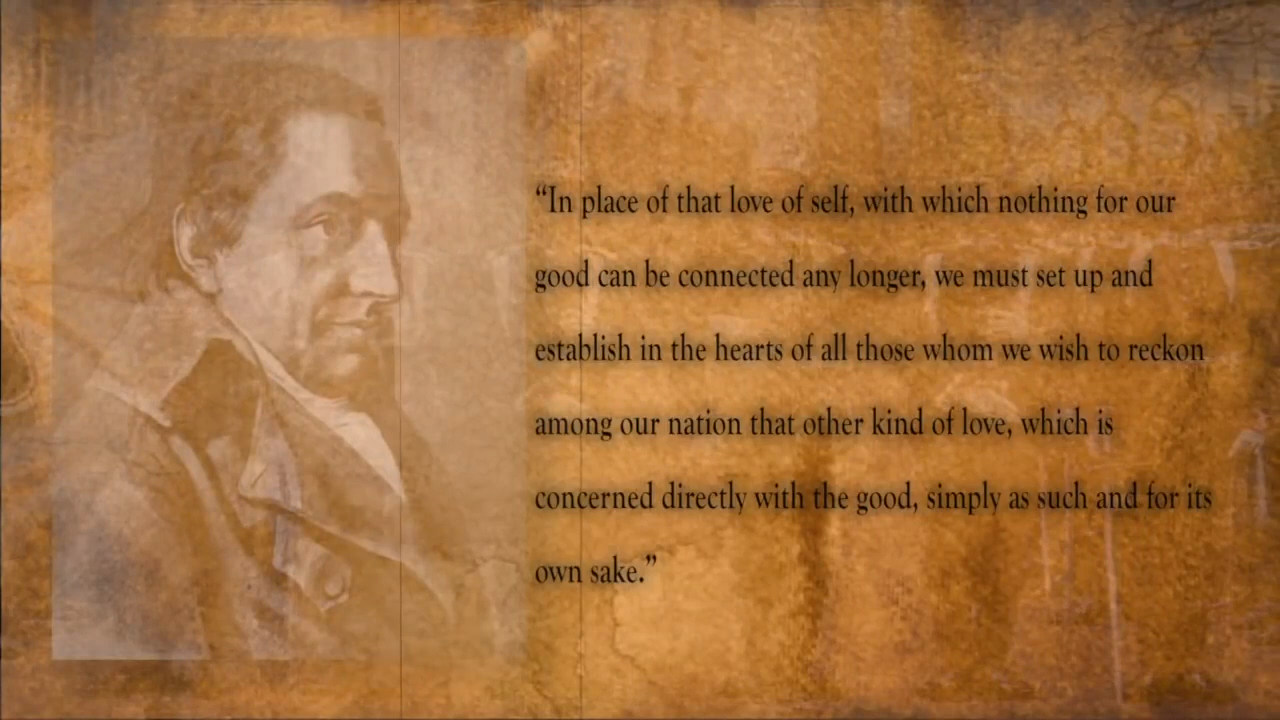 “In place of that love of self, with which nothing for our
good can be connected any longer, we must set up and
establish in the hearts of all those whom we wish to reckon
among our nation that other kind of love, which is
concerned directly with the good, simply as such and for its
own sake.”